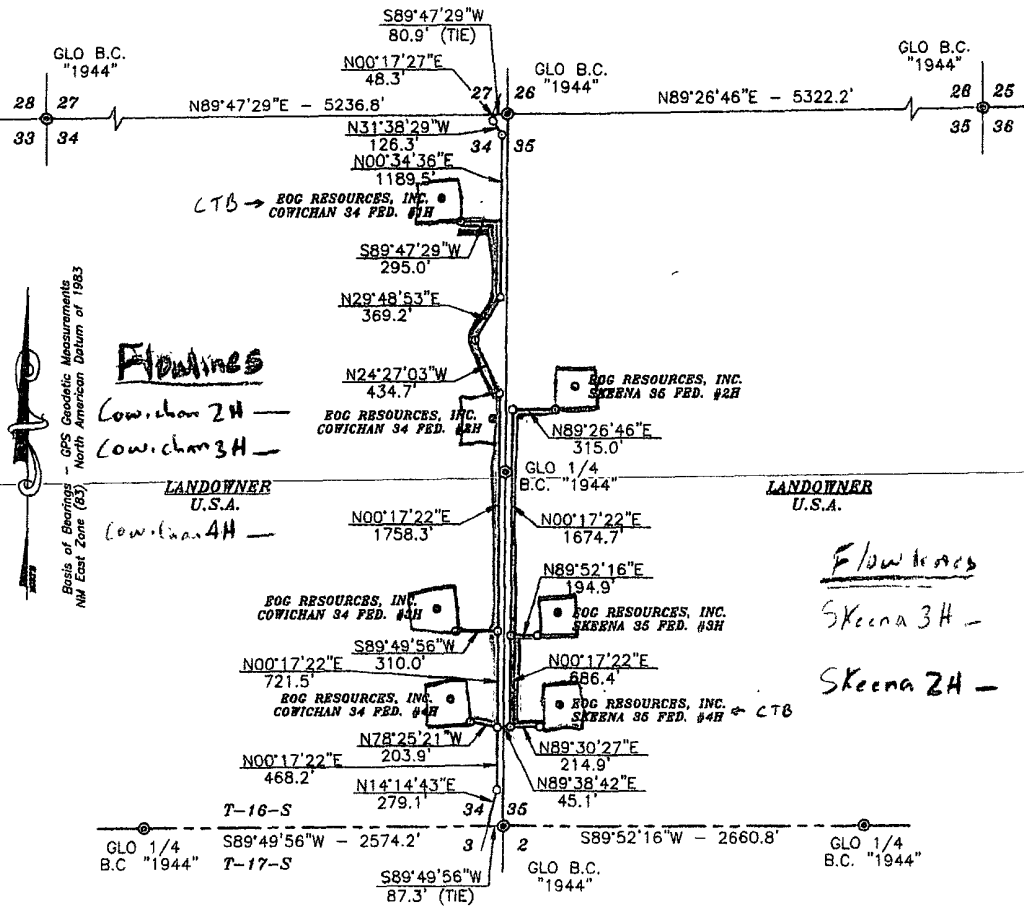 S89°47'29"W
80.9' (TIE)
GLO B.C.
"1944"
N00°17'27"E
48.3'
GLO B.C.
"1944"
GLO B.C.
"1944"
28 27
N89°47'29"E - 5236.8'
27 26
N89°26'46"E - 5322.2'
26 25
33 34
N31°38'29"W
126.3'
34 35
35 36
N00°34'36"E
1189.5'
CTB → EOG RESOURCES, INC.
COWICHAN 34 FED. #1H
S89°47'29"W
295.0'
N29°48'53"E
369.2'
Basis of Bearings - GPS Geodetic Measurements
NM East Zone (83) North American Datum of 1983
NORTH
Flowlines
Cowichan 2H —
Cowichan 3H —
N24°27'03"W
434.7'
EOG RESOURCES, INC.
COWICHAN 34 FED. #2H
EOG RESOURCES, INC.
SKEENA 35 FED. #2H
N89°26'46"E
315.0'
GLO 1/4
B.C. "1944"
LANDOWNER
U.S.A.
LANDOWNER
U.S.A.
Cowichan 4H —
N00°17'22"E
1758.3'
N00°17'22"E
1674.7'
N89°52'16"E
194.9'
EOG RESOURCES, INC.
COWICHAN 34 FED. #3H
EOG RESOURCES, INC.
SKEENA 35 FED. #3H
S89°49'56"W
310.0'
Flowlines
Skeena 3H —
Skeena 2H —
N00°17'22"E
721.5'
N00°17'22"E
686.4'
EOG RESOURCES, INC.
COWICHAN 34 FED. #4H
EOG RESOURCES, INC.
SKEENA 35 FED. #4H ← CTB
N78°25'21"W
203.9'
N89°30'27"E
214.9'
N00°17'22"E
468.2'
N89°38'42"E
45.1'
N14°14'43"E
279.1'
T-16-S
34 35
S89°49'56"W - 2574.2'
3 2
S89°52'16"W - 2660.8'
GLO 1/4
B.C "1944"
T-17-S
GLO 1/4
B.C. "1944"
GLO B.C.
"1944"
S89°49'56"W
87.3' (TIE)